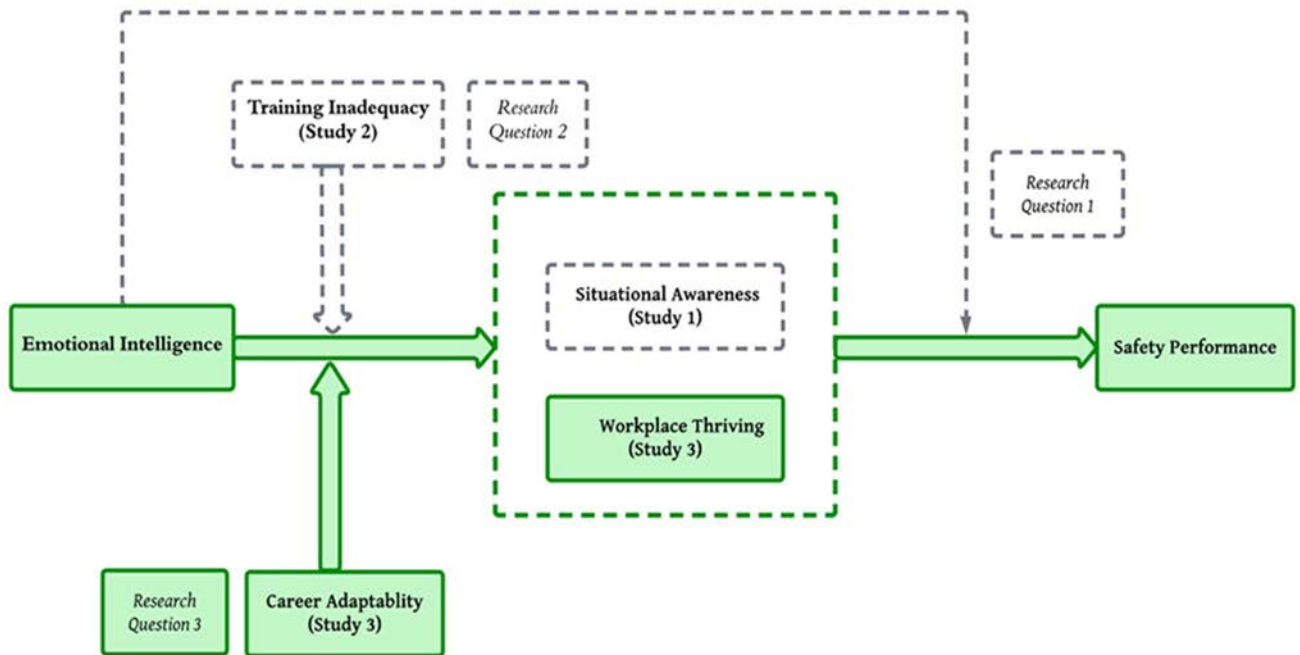 Training Inadequacy
(Study 2)
Research
Question 2
Research
Question 1
Situational Awareness
(Study 1)
Emotional Intelligence
Safety Performance
Workplace Thriving
(Study 3)
Research
Question 3
Career Adaptablity
(Study 3)